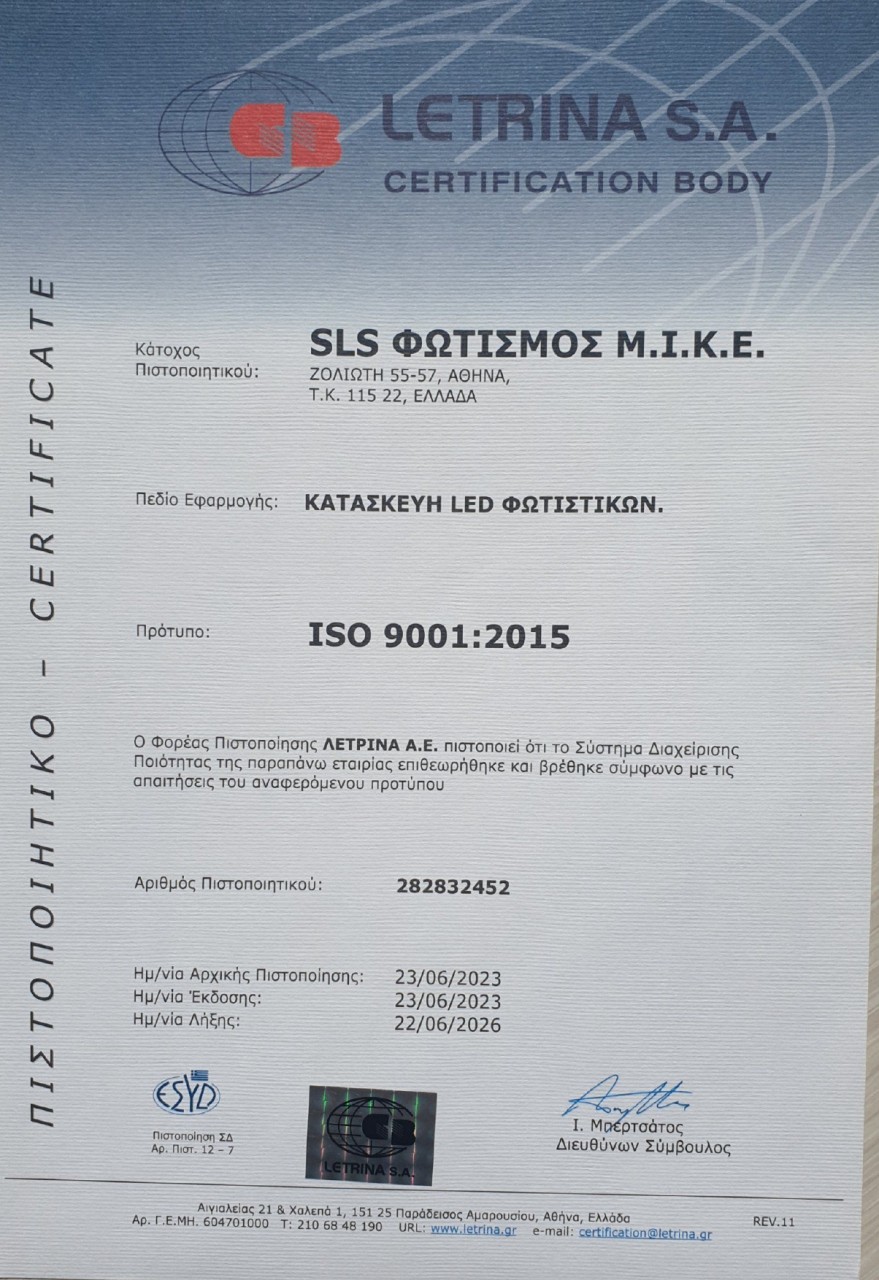 LETRINA S.A.
CERTIFICATION BODY
ΠΙΣΤΟΠΟΙΗΤΙΚΟ – CERTIFICATE
Κάτοχος
Πιστοποιητικού:
SLS ΦΩΤΙΣΜΟΣ Μ.Ι.Κ.Ε.
ΖΟΛΙΩΤΗ 55-57, ΑΘΗΝΑ,
Τ.Κ. 115 22, ΕΛΛΑΔΑ
Πεδίο Εφαρμογής: ΚΑΤΑΣΚΕΥΗ LED ΦΩΤΙΣΤΙΚΩΝ.
Πρότυπο: ISO 9001:2015
Ο Φορέας Πιστοποίησης ΛΕΤΡΙΝΑ Α.Ε. πιστοποιεί ότι το Σύστημα Διαχείρισης
Ποιότητας της παραπάνω εταιρίας επιθεωρήθηκε και βρέθηκε σύμφωνο με τις
απαιτήσεις του αναφερόμενου προτύπου
Αριθμός Πιστοποιητικού: 282832452
Ημ/νία Αρχικής Πιστοποίησης: 23/06/2023
Ημ/νία Έκδοσης: 23/06/2023
Ημ/νία Λήξης: 22/06/2026
ΕΣΥD
Πιστοποίηση ΣΔ
Αρ. Πιστ. 12 – 7
LETRINA S.A.
Ι. Μπερτσάτος
Διευθύνων Σύμβουλος
Αιγιαλείας 21 & Χαλεπά 1, 151 25 Παράδεισος Αμαρουσίου, Αθήνα, Ελλάδα
Αρ. Γ.Ε.ΜΗ. 604701000 Τ: 210 68 48 190 URL: www.letrina.gr e-mail: certification@letrina.gr
REV.11